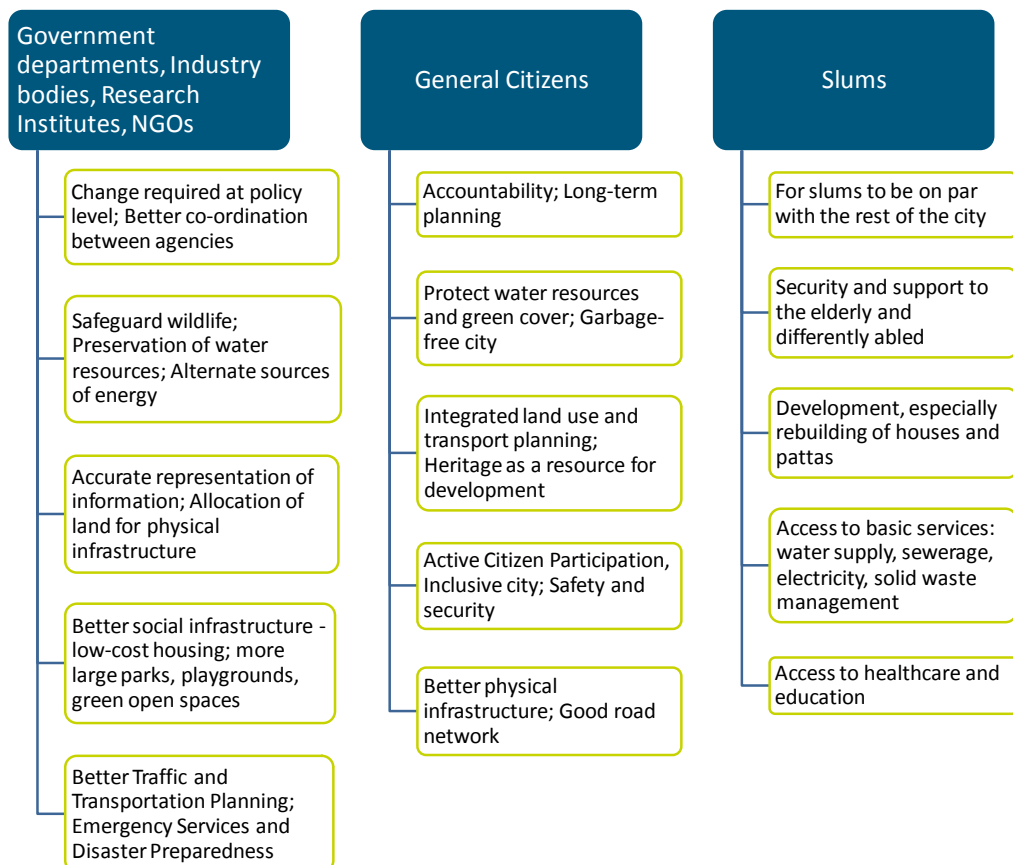 Government
departments, Industry
bodies, Research
Institutes, NGOs
Change required at policy
level; Better co-ordination
between agencies
Safeguard wildlife;
Preservation of water
resources; Alternate sources
of energy
Accurate representation of
information; Allocation of
land for physical
infrastructure
Better social infrastructure -
low-cost housing; more
large parks, playgrounds,
green open spaces
Better Traffic and
Transportation Planning;
Emergency Services and
Disaster Preparedness
General Citizens
Accountability; Long-term
planning
Protect water resources
and green cover; Garbage-
free city
Integrated land use and
transport planning;
Heritage as a resource for
development
Active Citizen Participation,
Inclusive city; Safety and
security
Better physical
infrastructure; Good road
network
Slums
For slums to be on par
with the rest of the city
Security and support to
the elderly and
differently abled
Development, especially
rebuilding of houses and
pattas
Access to basic services:
water supply, sewerage,
electricity, solid waste
management
Access to healthcare and
education